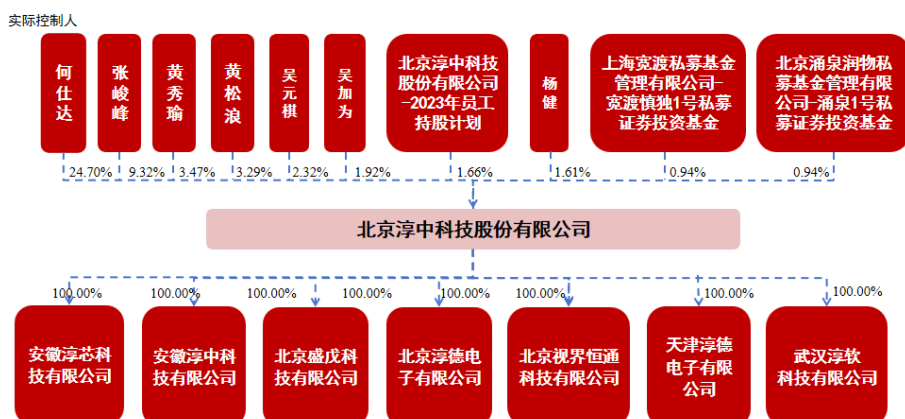 实际控制人
何仕达
张峻峰
黄秀瑜
黄松浪
吴元棋
吴加为
北京淳中科技
股份有限公司
-2023年员工
持股计划
杨健
上海宽渡私募基金
管理有限公司-
宽渡慎独1号私募
证券投资基金
北京涌泉润物私
募基金管理有限
公司-涌泉1号私
募证券投资基金
24.70%
9.32%
3.47%
3.29%
2.32%
1.92%
1.66%
1.61%
0.94%
0.94%
北京淳中科技股份有限公司
100.00%
100.00%
100.00%
100.00%
100.00%
100.00%
100.00%
100.00%
安徽淳芯科
技有限公司
安徽淳中科
技有限公司
北京盛戊科
技有限公司
北京淳德电
子有限公司
北京视界恒通
科技有限公司
天津淳德
电子有限
公司
武汉淳软
科技有限公司